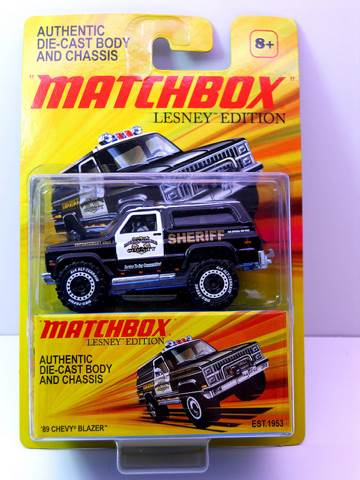 AUTHENTIC
DIE-CAST BODY
AND CHASSIS
8+
"MATCHBOX"
LESNEY EDITION
SHERIFF
MATCHBOX
LESNEY EDITION
AUTHENTIC
DIE-CAST BODY
AND CHASSIS
'89 CHEVY® BLAZER™
EST.1953